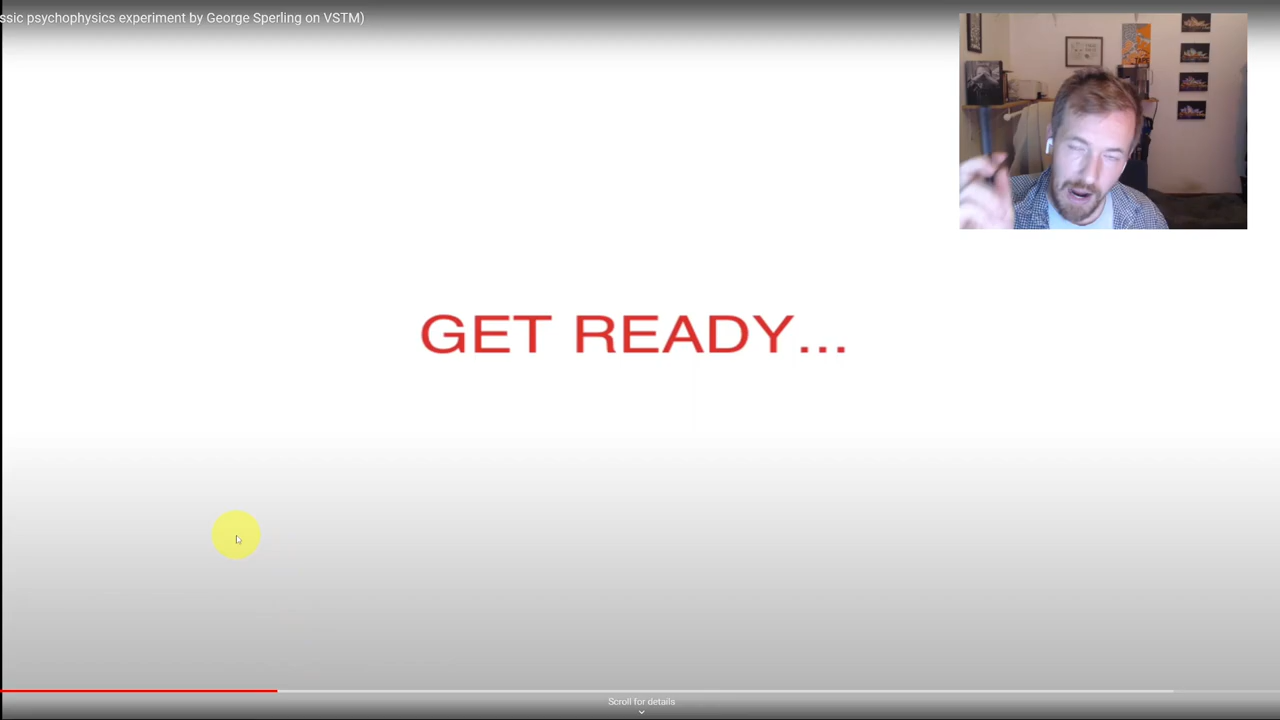 ssic psychophysics experiment by George Sperling on VSTM)
GET READY...
Scroll for details